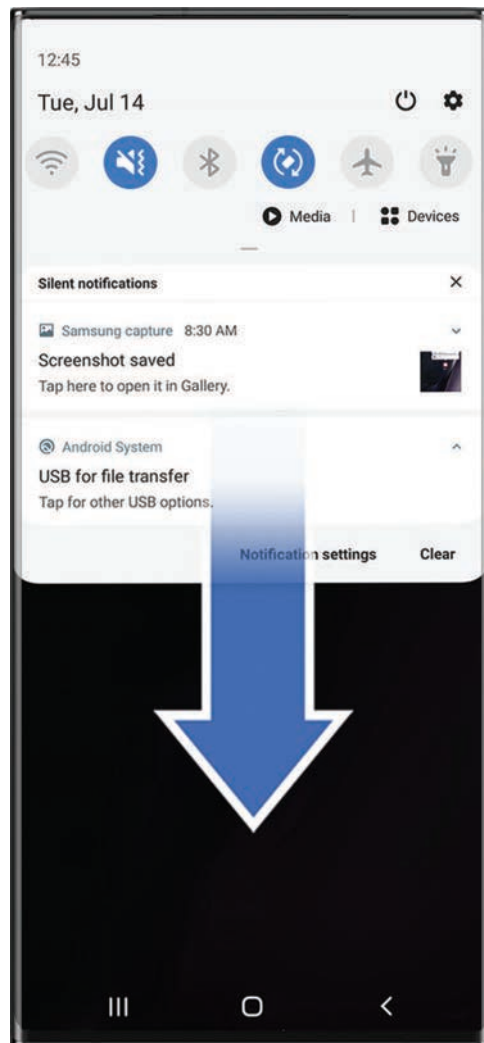 12:45
Tue, Jul 14
Media | Devices
Silent notifications
Samsung capture 8:30 AM
Screenshot saved
Tap here to open it in Gallery.
Android System
USB for file transfer
Tap for other USB options.
Notification settings Clear